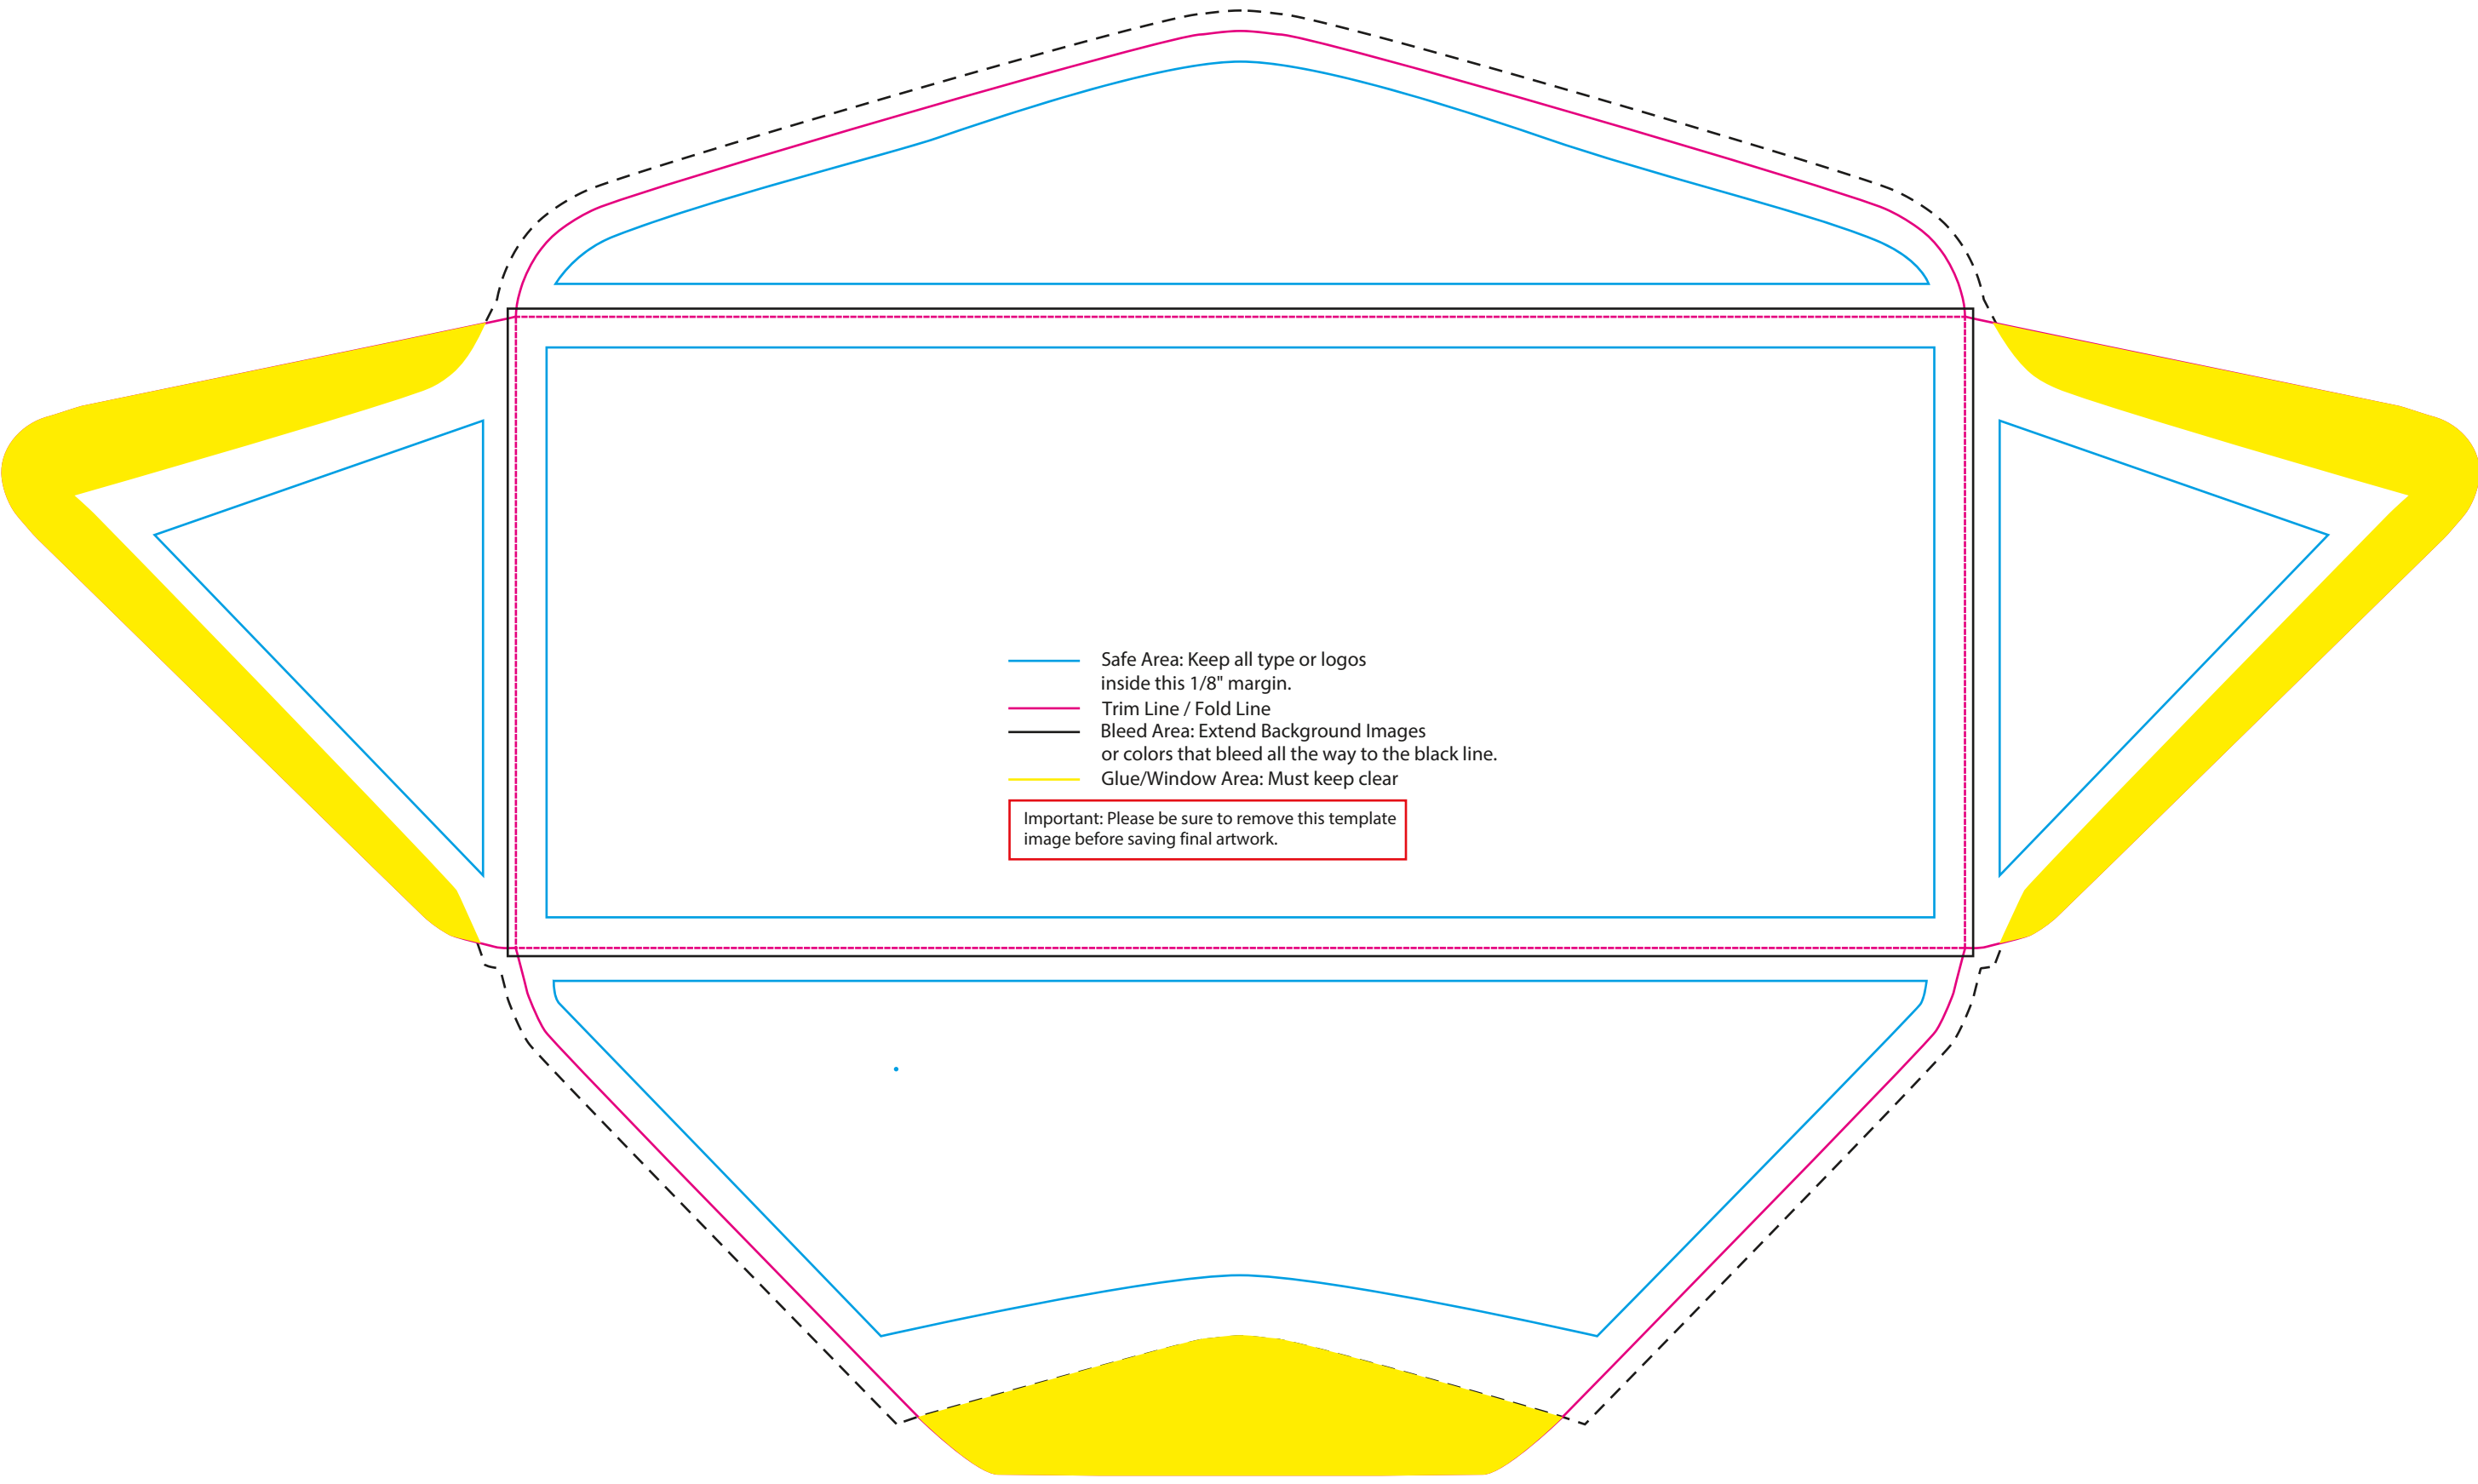 Safe Area: Keep all type or logos
inside this 1/8" margin.
Trim Line / Fold Line
Bleed Area: Extend Background Images
or colors that bleed all the way to the black line.
Glue/Window Area: Must keep clear
Important: Please be sure to remove this template
image before saving final artwork.